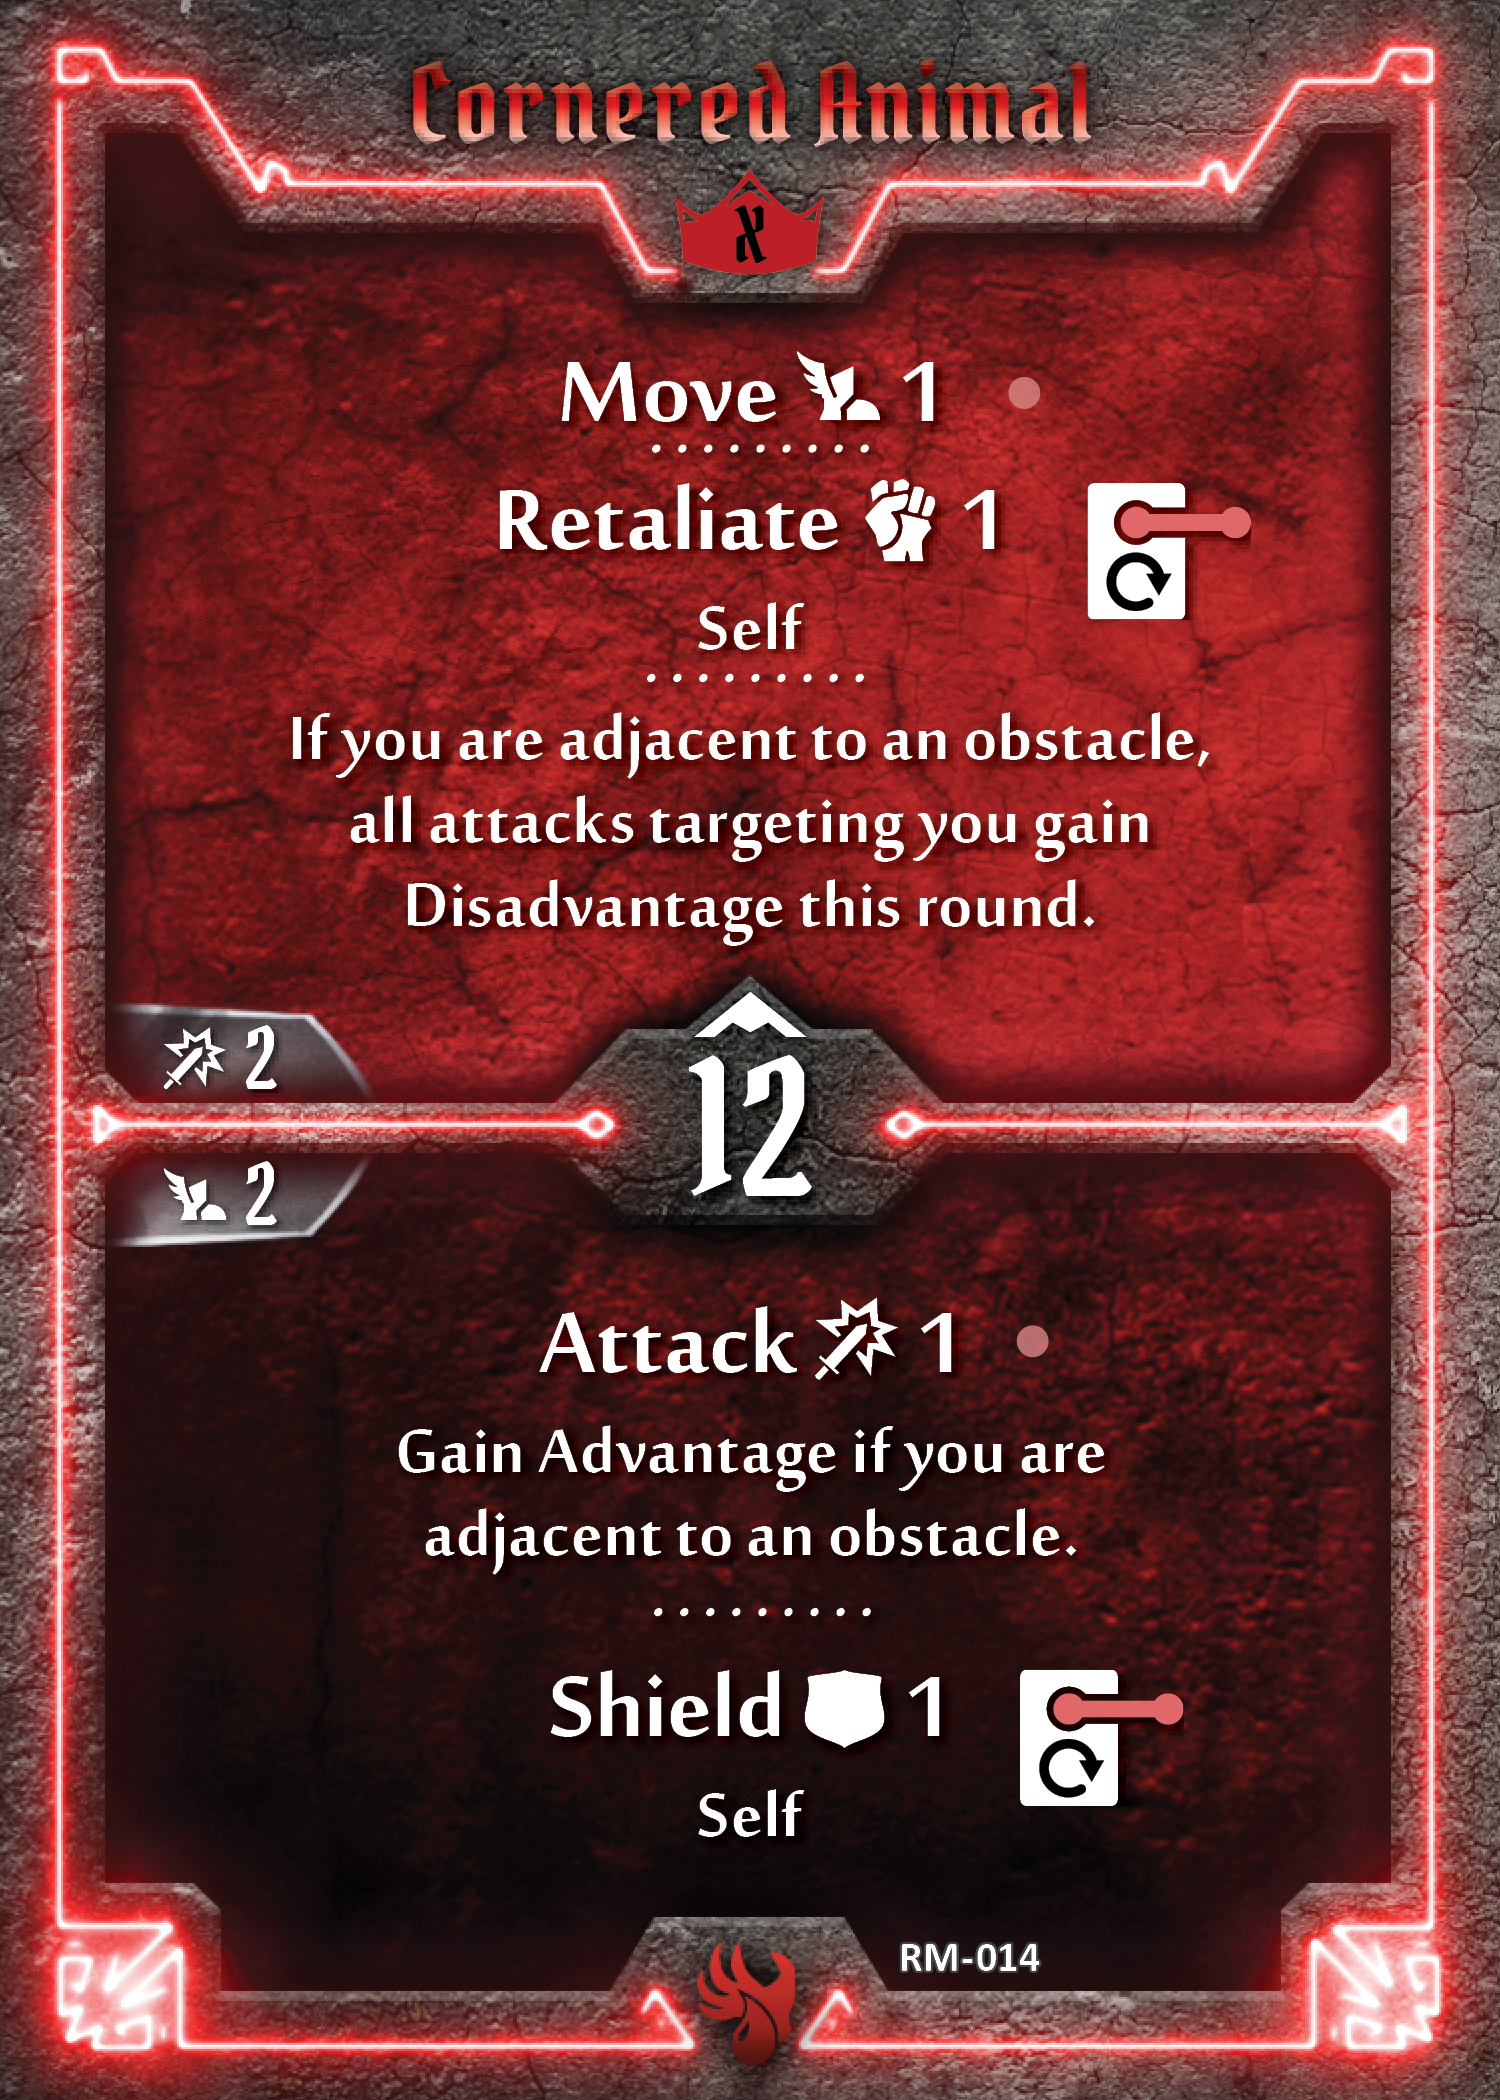 Cornered Animal
X
Move 1
Retaliate 1
Self
If you are adjacent to an obstacle,
all attacks targeting you gain
Disadvantage this round.
2
12
2
Attack 1
Gain Advantage if you are
adjacent to an obstacle.
Shield 1
Self
RM-014